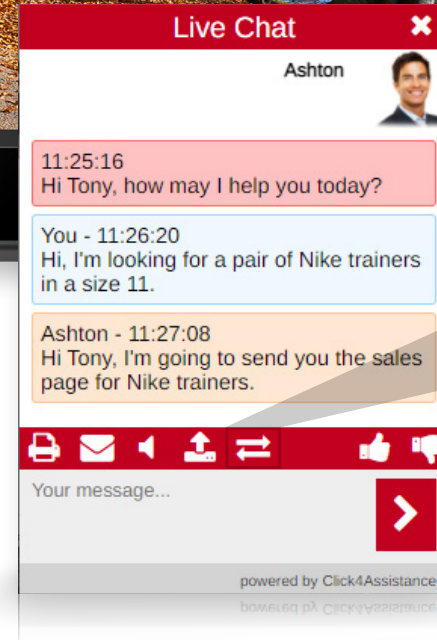 Live Chat
Ashton
11:25:16
Hi Tony, how may I help you today?
You - 11:26:20
Hi, I'm looking for a pair of Nike trainers
in a size 11.
Ashton - 11:27:08
Hi Tony, I'm going to send you the sales
page for Nike trainers.
Your message...
powered by Click4Assistance